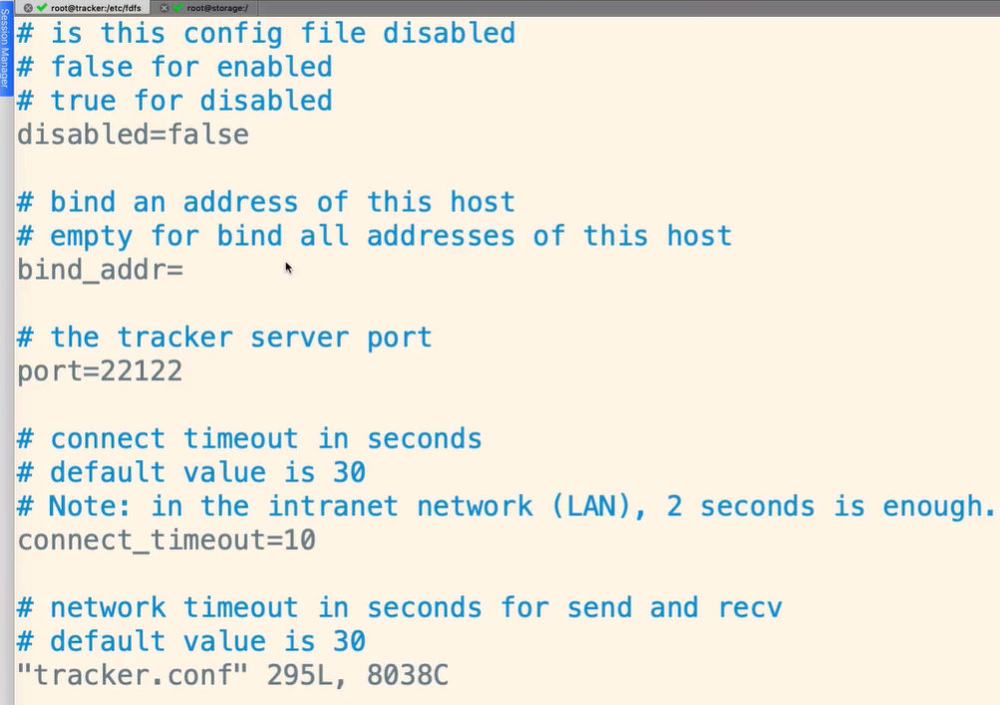 root@tracker:/etc/fdfs
root@storage:/
Session Manager
# is this config file disabled
# false for enabled
# true for disabled
disabled=false
# bind an address of this host
# empty for bind all addresses of this host
bind_addr=
# the tracker server port
port=22122
# connect timeout in seconds
# default value is 30
# Note: in the intranet network (LAN), 2 seconds is enough.
connect_timeout=10
# network timeout in seconds for send and recv
# default value is 30
"tracker.conf" 295L, 8038C